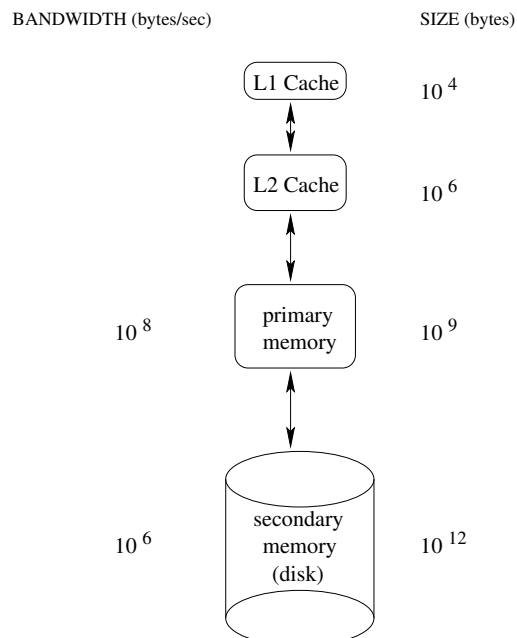 BANDWIDTH (bytes/sec) SIZE (bytes)
L1 Cache 10^4
L2 Cache 10^6
10^8 primary memory 10^9
10^6 secondary memory (disk) 10^12